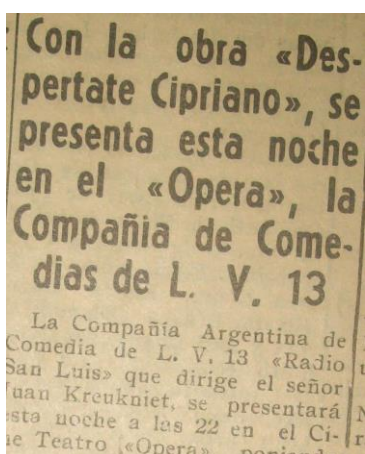 Con la obra «Des-
pertate Cipriano», se
presenta esta noche
en el «Opera», la
Compañia de Come-
dias de L. V. 13
La Compañía Argentina de
Comedia de L. V. 13 «Radio
San Luis» que dirige el señor
Juan Kreukniet, se presentará
esta noche a las 22 en el Ci-
ne Teatro «Opera»